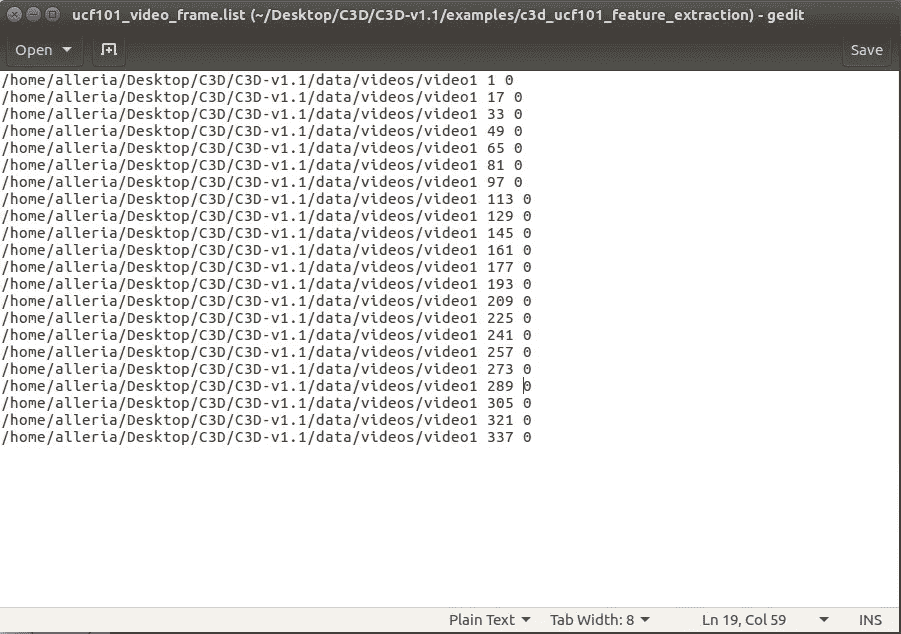 ucf101_video_frame.list (~/Desktop/C3D/C3D-v1.1/examples/c3d_ucf101_feature_extraction) - gedit
Open Save
/home/alleria/Desktop/C3D/C3D-v1.1/data/videos/video1 1 0
/home/alleria/Desktop/C3D/C3D-v1.1/data/videos/video1 17 0
/home/alleria/Desktop/C3D/C3D-v1.1/data/videos/video1 33 0
/home/alleria/Desktop/C3D/C3D-v1.1/data/videos/video1 49 0
/home/alleria/Desktop/C3D/C3D-v1.1/data/videos/video1 65 0
/home/alleria/Desktop/C3D/C3D-v1.1/data/videos/video1 81 0
/home/alleria/Desktop/C3D/C3D-v1.1/data/videos/video1 97 0
/home/alleria/Desktop/C3D/C3D-v1.1/data/videos/video1 113 0
/home/alleria/Desktop/C3D/C3D-v1.1/data/videos/video1 129 0
/home/alleria/Desktop/C3D/C3D-v1.1/data/videos/video1 145 0
/home/alleria/Desktop/C3D/C3D-v1.1/data/videos/video1 161 0
/home/alleria/Desktop/C3D/C3D-v1.1/data/videos/video1 177 0
/home/alleria/Desktop/C3D/C3D-v1.1/data/videos/video1 193 0
/home/alleria/Desktop/C3D/C3D-v1.1/data/videos/video1 209 0
/home/alleria/Desktop/C3D/C3D-v1.1/data/videos/video1 225 0
/home/alleria/Desktop/C3D/C3D-v1.1/data/videos/video1 241 0
/home/alleria/Desktop/C3D/C3D-v1.1/data/videos/video1 257 0
/home/alleria/Desktop/C3D/C3D-v1.1/data/videos/video1 273 0
/home/alleria/Desktop/C3D/C3D-v1.1/data/videos/video1 289 0
/home/alleria/Desktop/C3D/C3D-v1.1/data/videos/video1 305 0
/home/alleria/Desktop/C3D/C3D-v1.1/data/videos/video1 321 0
/home/alleria/Desktop/C3D/C3D-v1.1/data/videos/video1 337 0
Plain Text Tab Width: 8 Ln 19, Col 59 INS